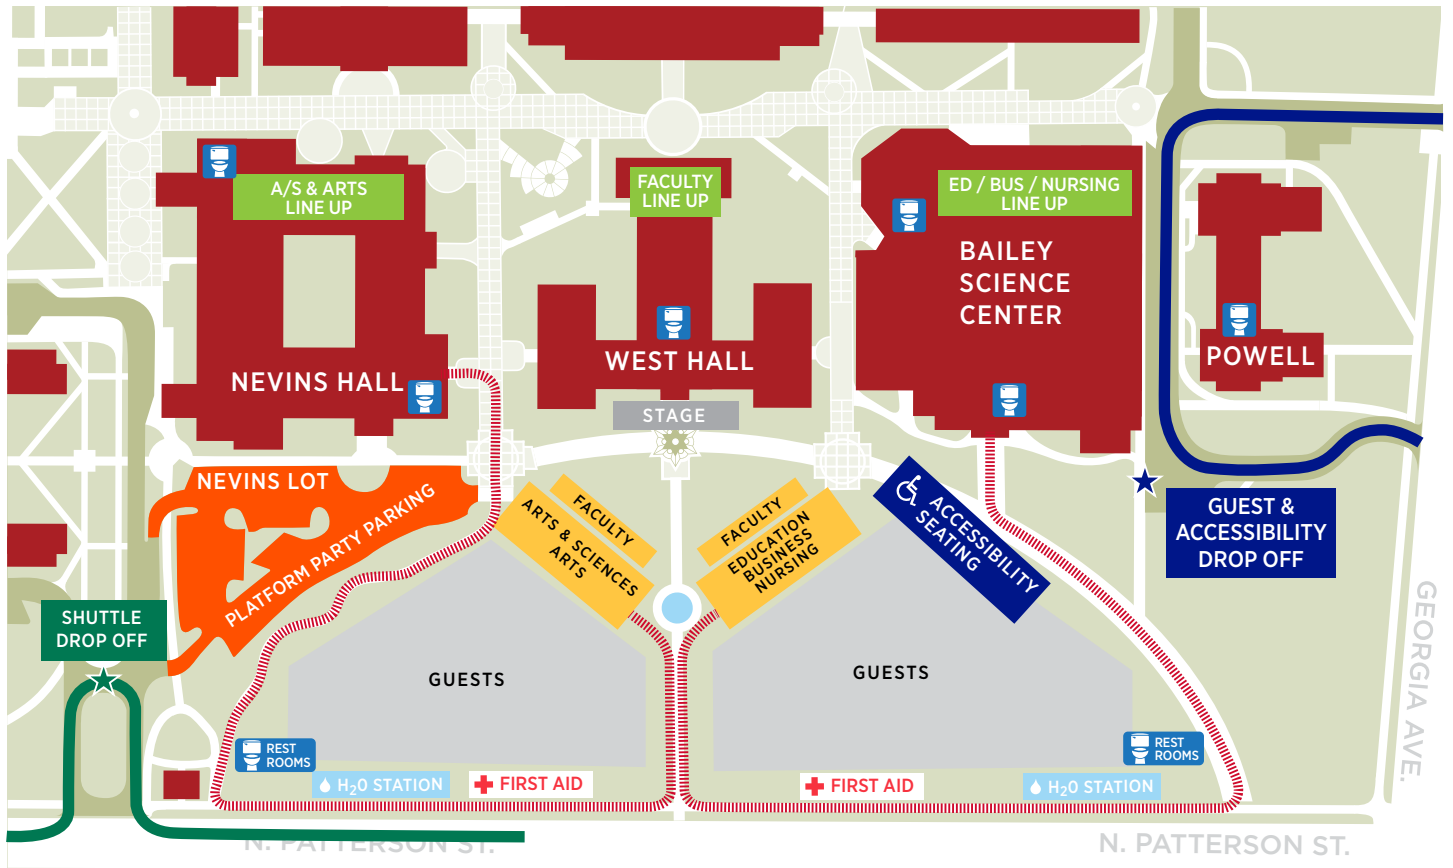 A/S & ARTS
LINE UP
FACULTY
LINE UP
ED / BUS / NURSING
LINE UP
BAILEY
SCIENCE
CENTER
NEVINS HALL
WEST HALL
POWELL
STAGE
NEVINS LOT
PLATFORM PARTY PARKING
FACULTY
ARTS & SCIENCES
ARTS
FACULTY
EDUCATION
BUSINESS
NURSING
ACCESSIBILITY
SEATING
GUEST &
ACCESSIBILITY
DROP OFF
SHUTTLE
DROP OFF
GUESTS
GUESTS
GEORGIA AVE.
REST
ROOMS
REST
ROOMS
H₂0 STATION
FIRST AID
FIRST AID
H₂0 STATION
N. PATTERSON ST.
N. PATTERSON ST.